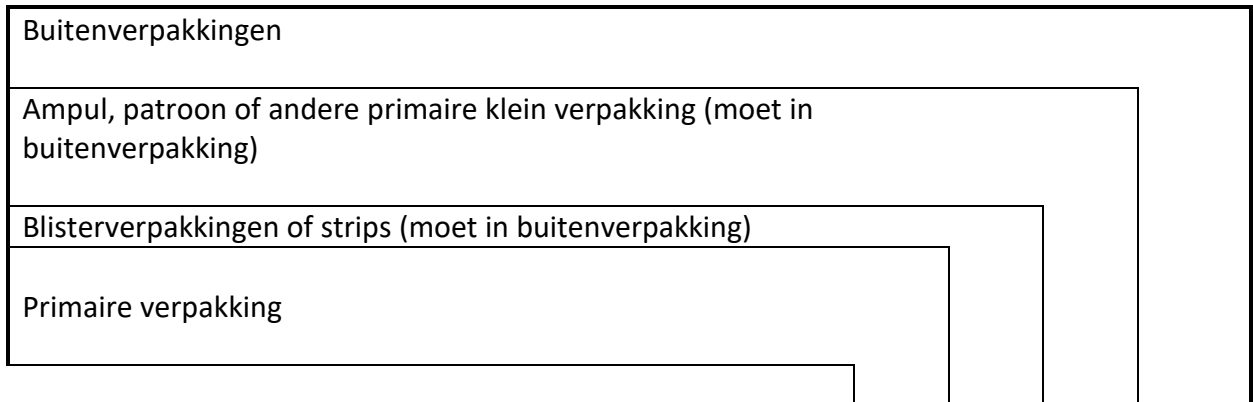 Buitenverpakkingen
Ampul, patroon of andere primaire klein verpakking (moet in
buitenverpakking)
Blisterverpakkingen of strips (moet in buitenverpakking)
Primaire verpakking